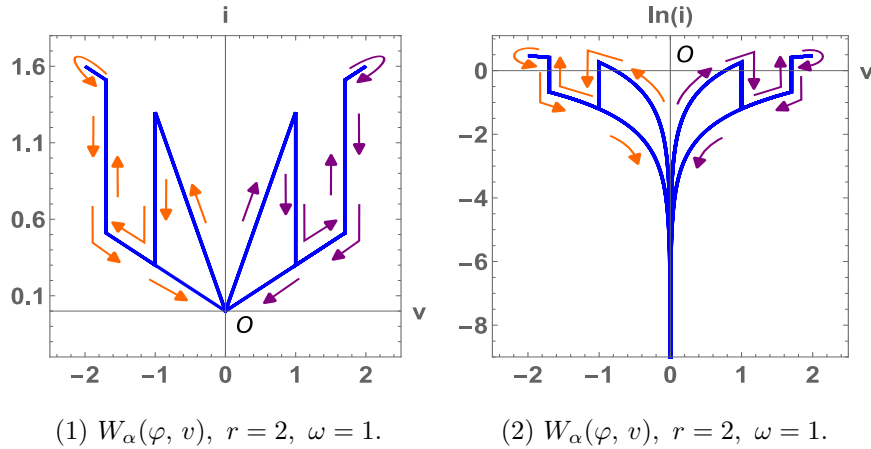 i
1.6
1.1
0.6
0.1
v
O
−2 −1 0 1 2
(1) W_α(φ, v), r = 2, ω = 1.
ln(i)
O
0
v
−2
−4
−6
−8
−2 −1 0 1 2
(2) W_α(φ, v), r = 2, ω = 1.